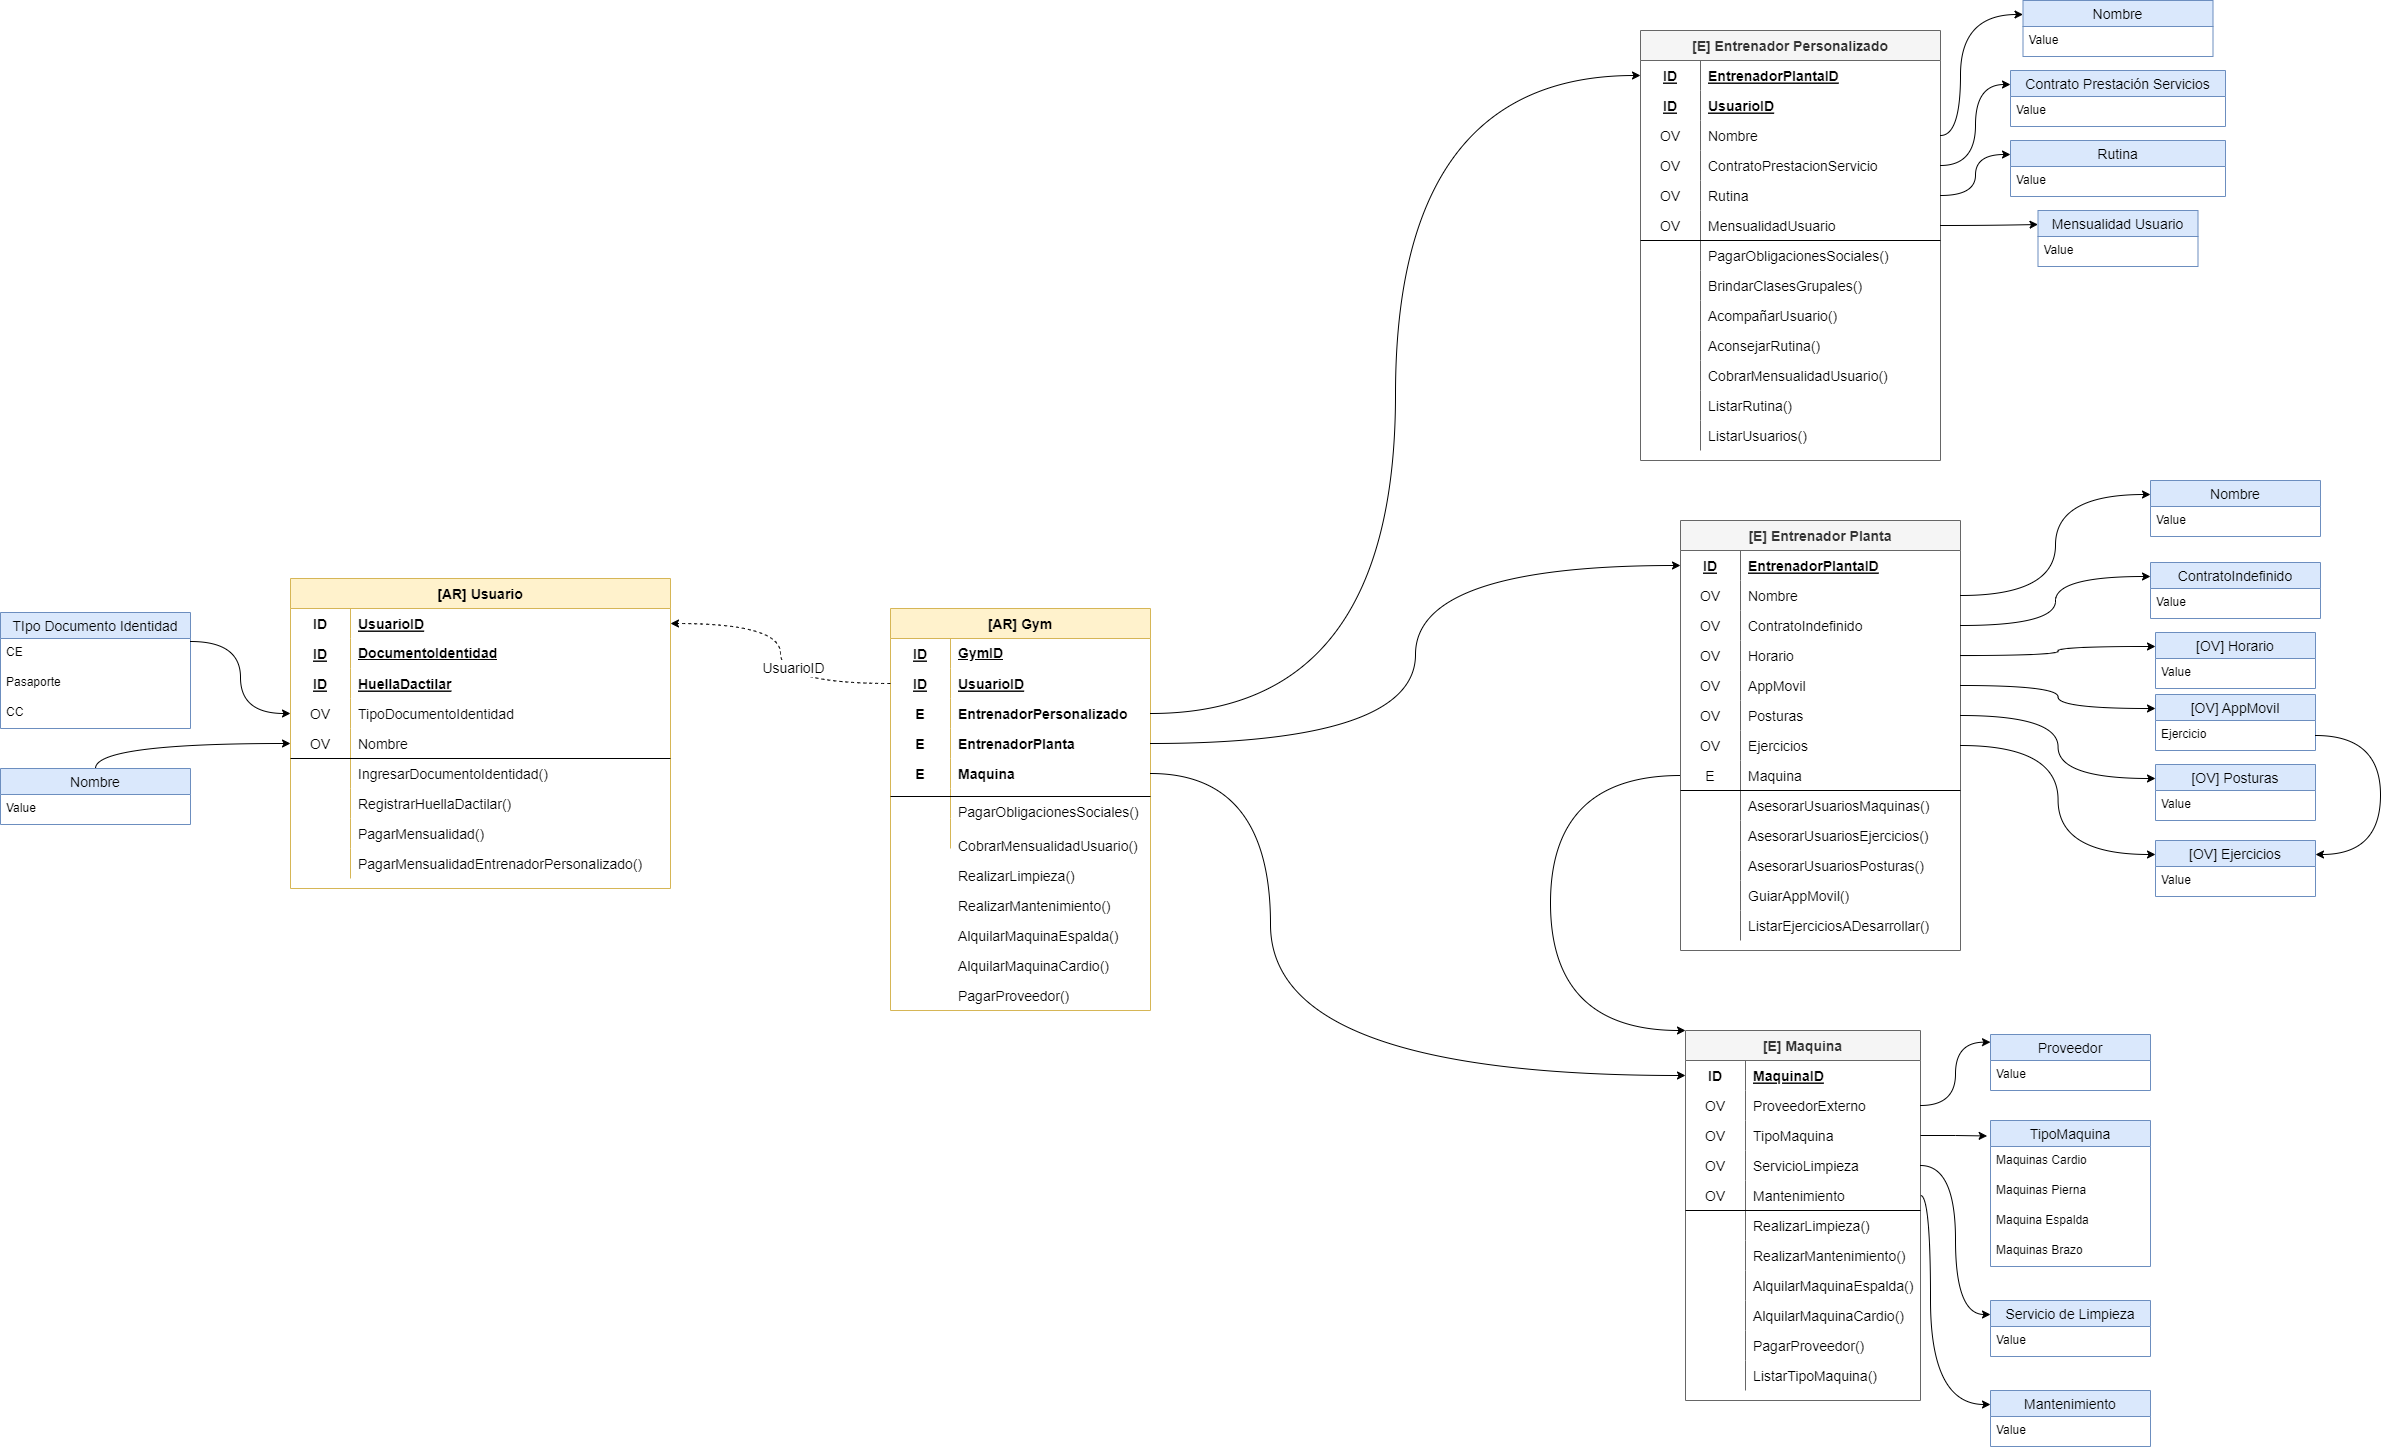 TIpo Documento Identidad
CE
Pasaporte
CC
Nombre
Value
[AR] Usuario
ID UsuarioID
ID DocumentoIdentidad
ID HuellaDactilar
OV TipoDocumentoIdentidad
OV Nombre
IngresarDocumentoIdentidad()
RegistrarHuellaDactilar()
PagarMensualidad()
PagarMensualidadEntrenadorPersonalizado()
UsuarioID
[AR] Gym
ID GymID
ID UsuarioID
E EntrenadorPersonalizado
E EntrenadorPlanta
E Maquina
PagarObligacionesSociales()
CobrarMensualidadUsuario()
RealizarLimpieza()
RealizarMantenimiento()
AlquilarMaquinaEspalda()
AlquilarMaquinaCardio()
PagarProveedor()
[E] Entrenador Personalizado
ID EntrenadorPlantaID
ID UsuarioID
OV Nombre
OV ContratoPrestacionServicio
OV Rutina
OV MensualidadUsuario
PagarObligacionesSociales()
BrindarClasesGrupales()
AcompañarUsuario()
AconsejarRutina()
CobrarMensualidadUsuario()
ListarRutina()
ListarUsuarios()
Nombre
Value
Contrato Prestación Servicios
Value
Rutina
Value
Mensualidad Usuario
Value
[E] Entrenador Planta
ID EntrenadorPlantaID
OV Nombre
OV ContratoIndefinido
OV Horario
OV AppMovil
OV Posturas
OV Ejercicios
E Maquina
AsesorarUsuariosMaquinas()
AsesorarUsuariosEjercicios()
AsesorarUsuariosPosturas()
GuiarAppMovil()
ListarEjerciciosADesarrollar()
Nombre
Value
ContratoIndefinido
Value
[OV] Horario
Value
[OV] AppMovil
Ejercicio
[OV] Posturas
Value
[OV] Ejercicios
Value
[E] Maquina
ID MaquinaID
OV ProveedorExterno
OV TipoMaquina
OV ServicioLimpieza
OV Mantenimiento
RealizarLimpieza()
RealizarMantenimiento()
AlquilarMaquinaEspalda()
AlquilarMaquinaCardio()
PagarProveedor()
ListarTipoMaquina()
Proveedor
Value
TipoMaquina
Maquinas Cardio
Maquinas Pierna
Maquina Espalda
Maquinas Brazo
Servicio de Limpieza
Value
Mantenimiento
Value